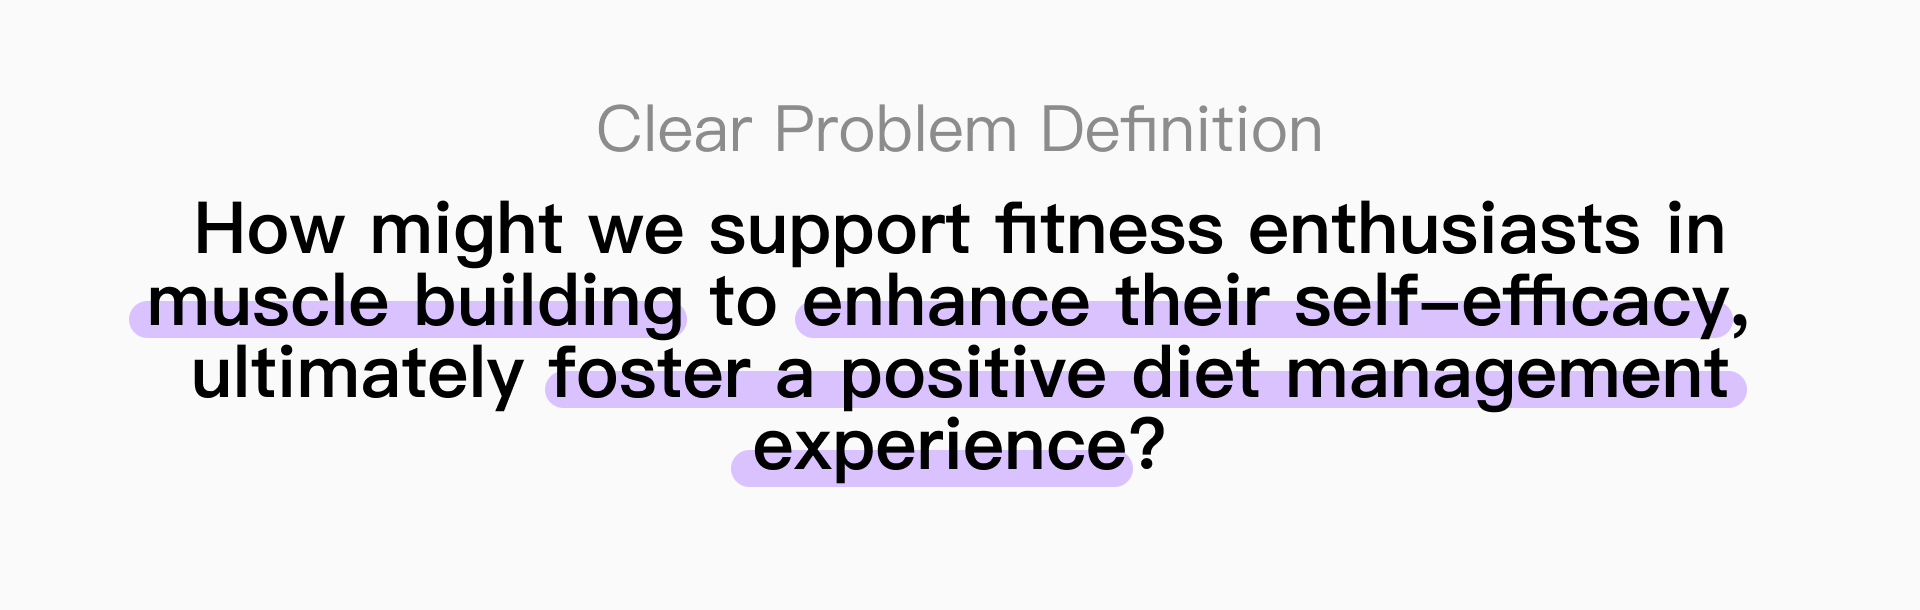 Clear Problem Definition
How might we support fitness enthusiasts in
muscle building to enhance their self–efficacy,
ultimately foster a positive diet management
experience?